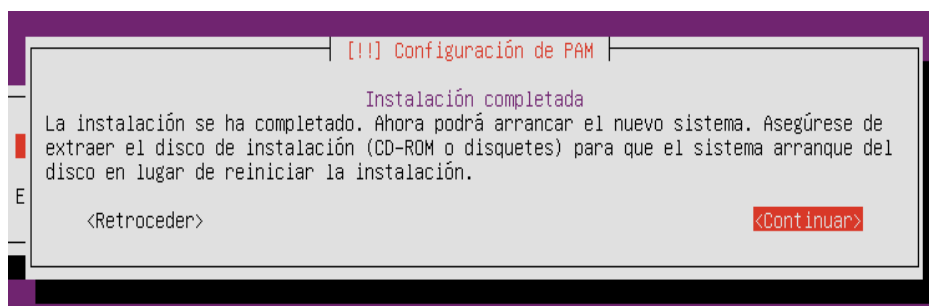 [!!] Configuración de PAM
Instalación completada
La instalación se ha completado. Ahora podrá arrancar el nuevo sistema. Asegúrese de
extraer el disco de instalación (CD-ROM o disquetes) para que el sistema arranque del
disco en lugar de reiniciar la instalación.
E
<Retroceder> <Continuar>